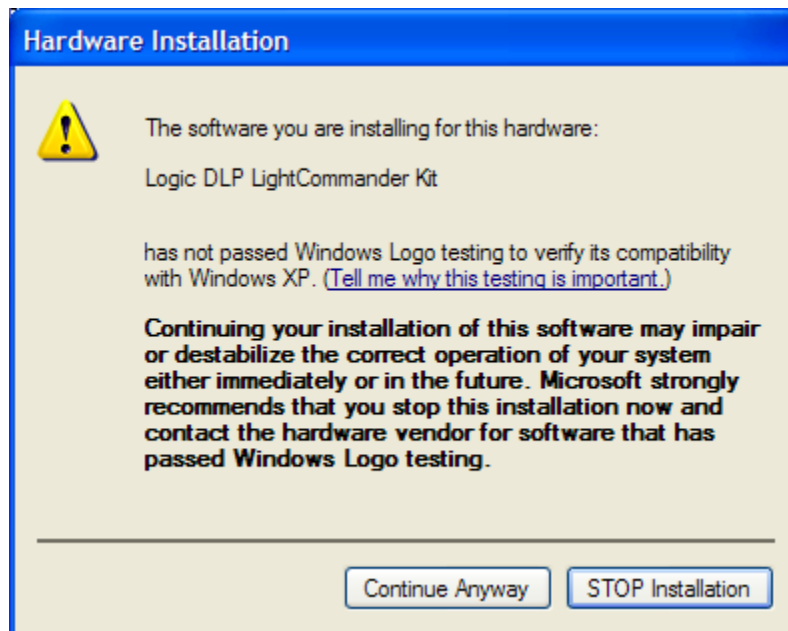 Hardware Installation
The software you are installing for this hardware:
Logic DLP LightCommander Kit
has not passed Windows Logo testing to verify its compatibility
with Windows XP. (Tell me why this testing is important.)
Continuing your installation of this software may impair
or destabilize the correct operation of your system
either immediately or in the future. Microsoft strongly
recommends that you stop this installation now and
contact the hardware vendor for software that has
passed Windows Logo testing.
Continue Anyway
STOP Installation